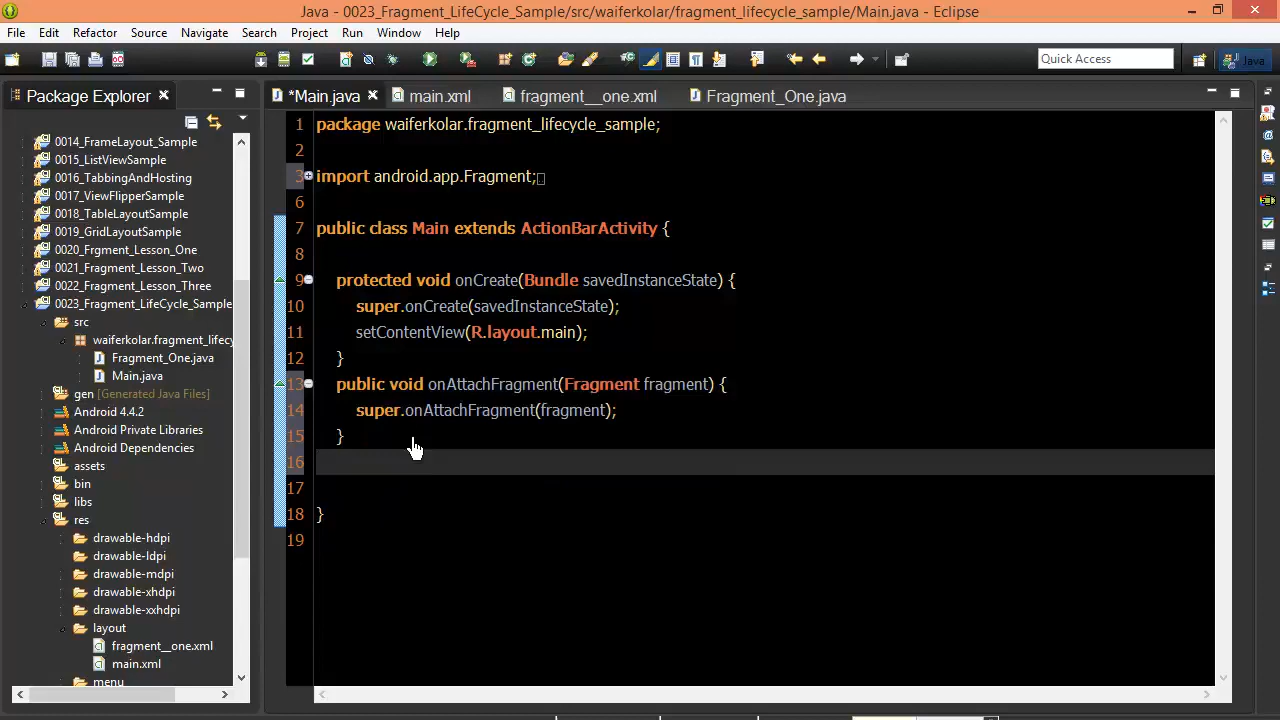 Java - 0023_Fragment_LifeCycle_Sample/src/waiferkolar/fragment_lifecycle_sample/Main.java - Eclipse
File Edit Refactor Source Navigate Search Project Run Window Help
Quick Access
Java
Package Explorer
*Main.java main.xml fragment__one.xml Fragment_One.java
0014_FrameLayout_Sample
0015_ListViewSample
0016_TabbingAndHosting
0017_ViewFlipperSample
0018_TableLayoutSample
0019_GridLayoutSample
0020_Frgment_Lesson_One
0021_Fragment_Lesson_Two
0022_Fragment_Lesson_Three
0023_Fragment_LifeCycle_Sample
src
waiferkolar.fragment_lifecy
Fragment_One.java
Main.java
gen [Generated Java Files]
Android 4.4.2
Android Private Libraries
Android Dependencies
assets
bin
libs
res
drawable-hdpi
drawable-ldpi
drawable-mdpi
drawable-xhdpi
drawable-xxhdpi
layout
fragment__one.xml
main.xml
menu
1 package waiferkolar.fragment_lifecycle_sample;
2
3 import android.app.Fragment;
6
7 public class Main extends ActionBarActivity {
8
9 protected void onCreate(Bundle savedInstanceState) {
10 super.onCreate(savedInstanceState);
11 setContentView(R.layout.main);
12 }
13 public void onAttachFragment(Fragment fragment) {
14 super.onAttachFragment(fragment);
15 }
16
17
18 }
19